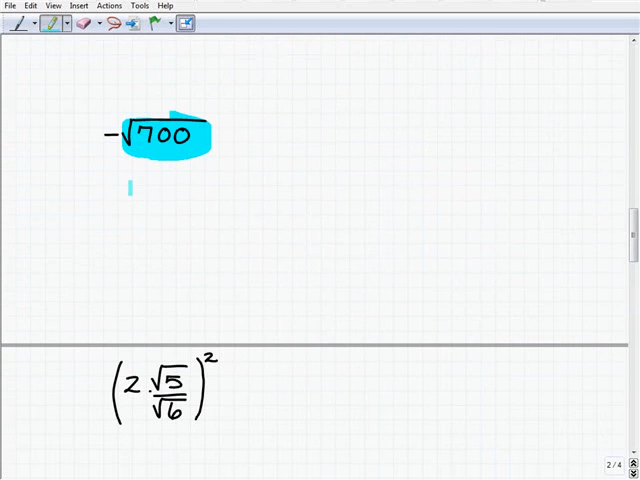 File Edit View Insert Actions Tools Help
-√700
(2 · √5/√6)²
2 / 4